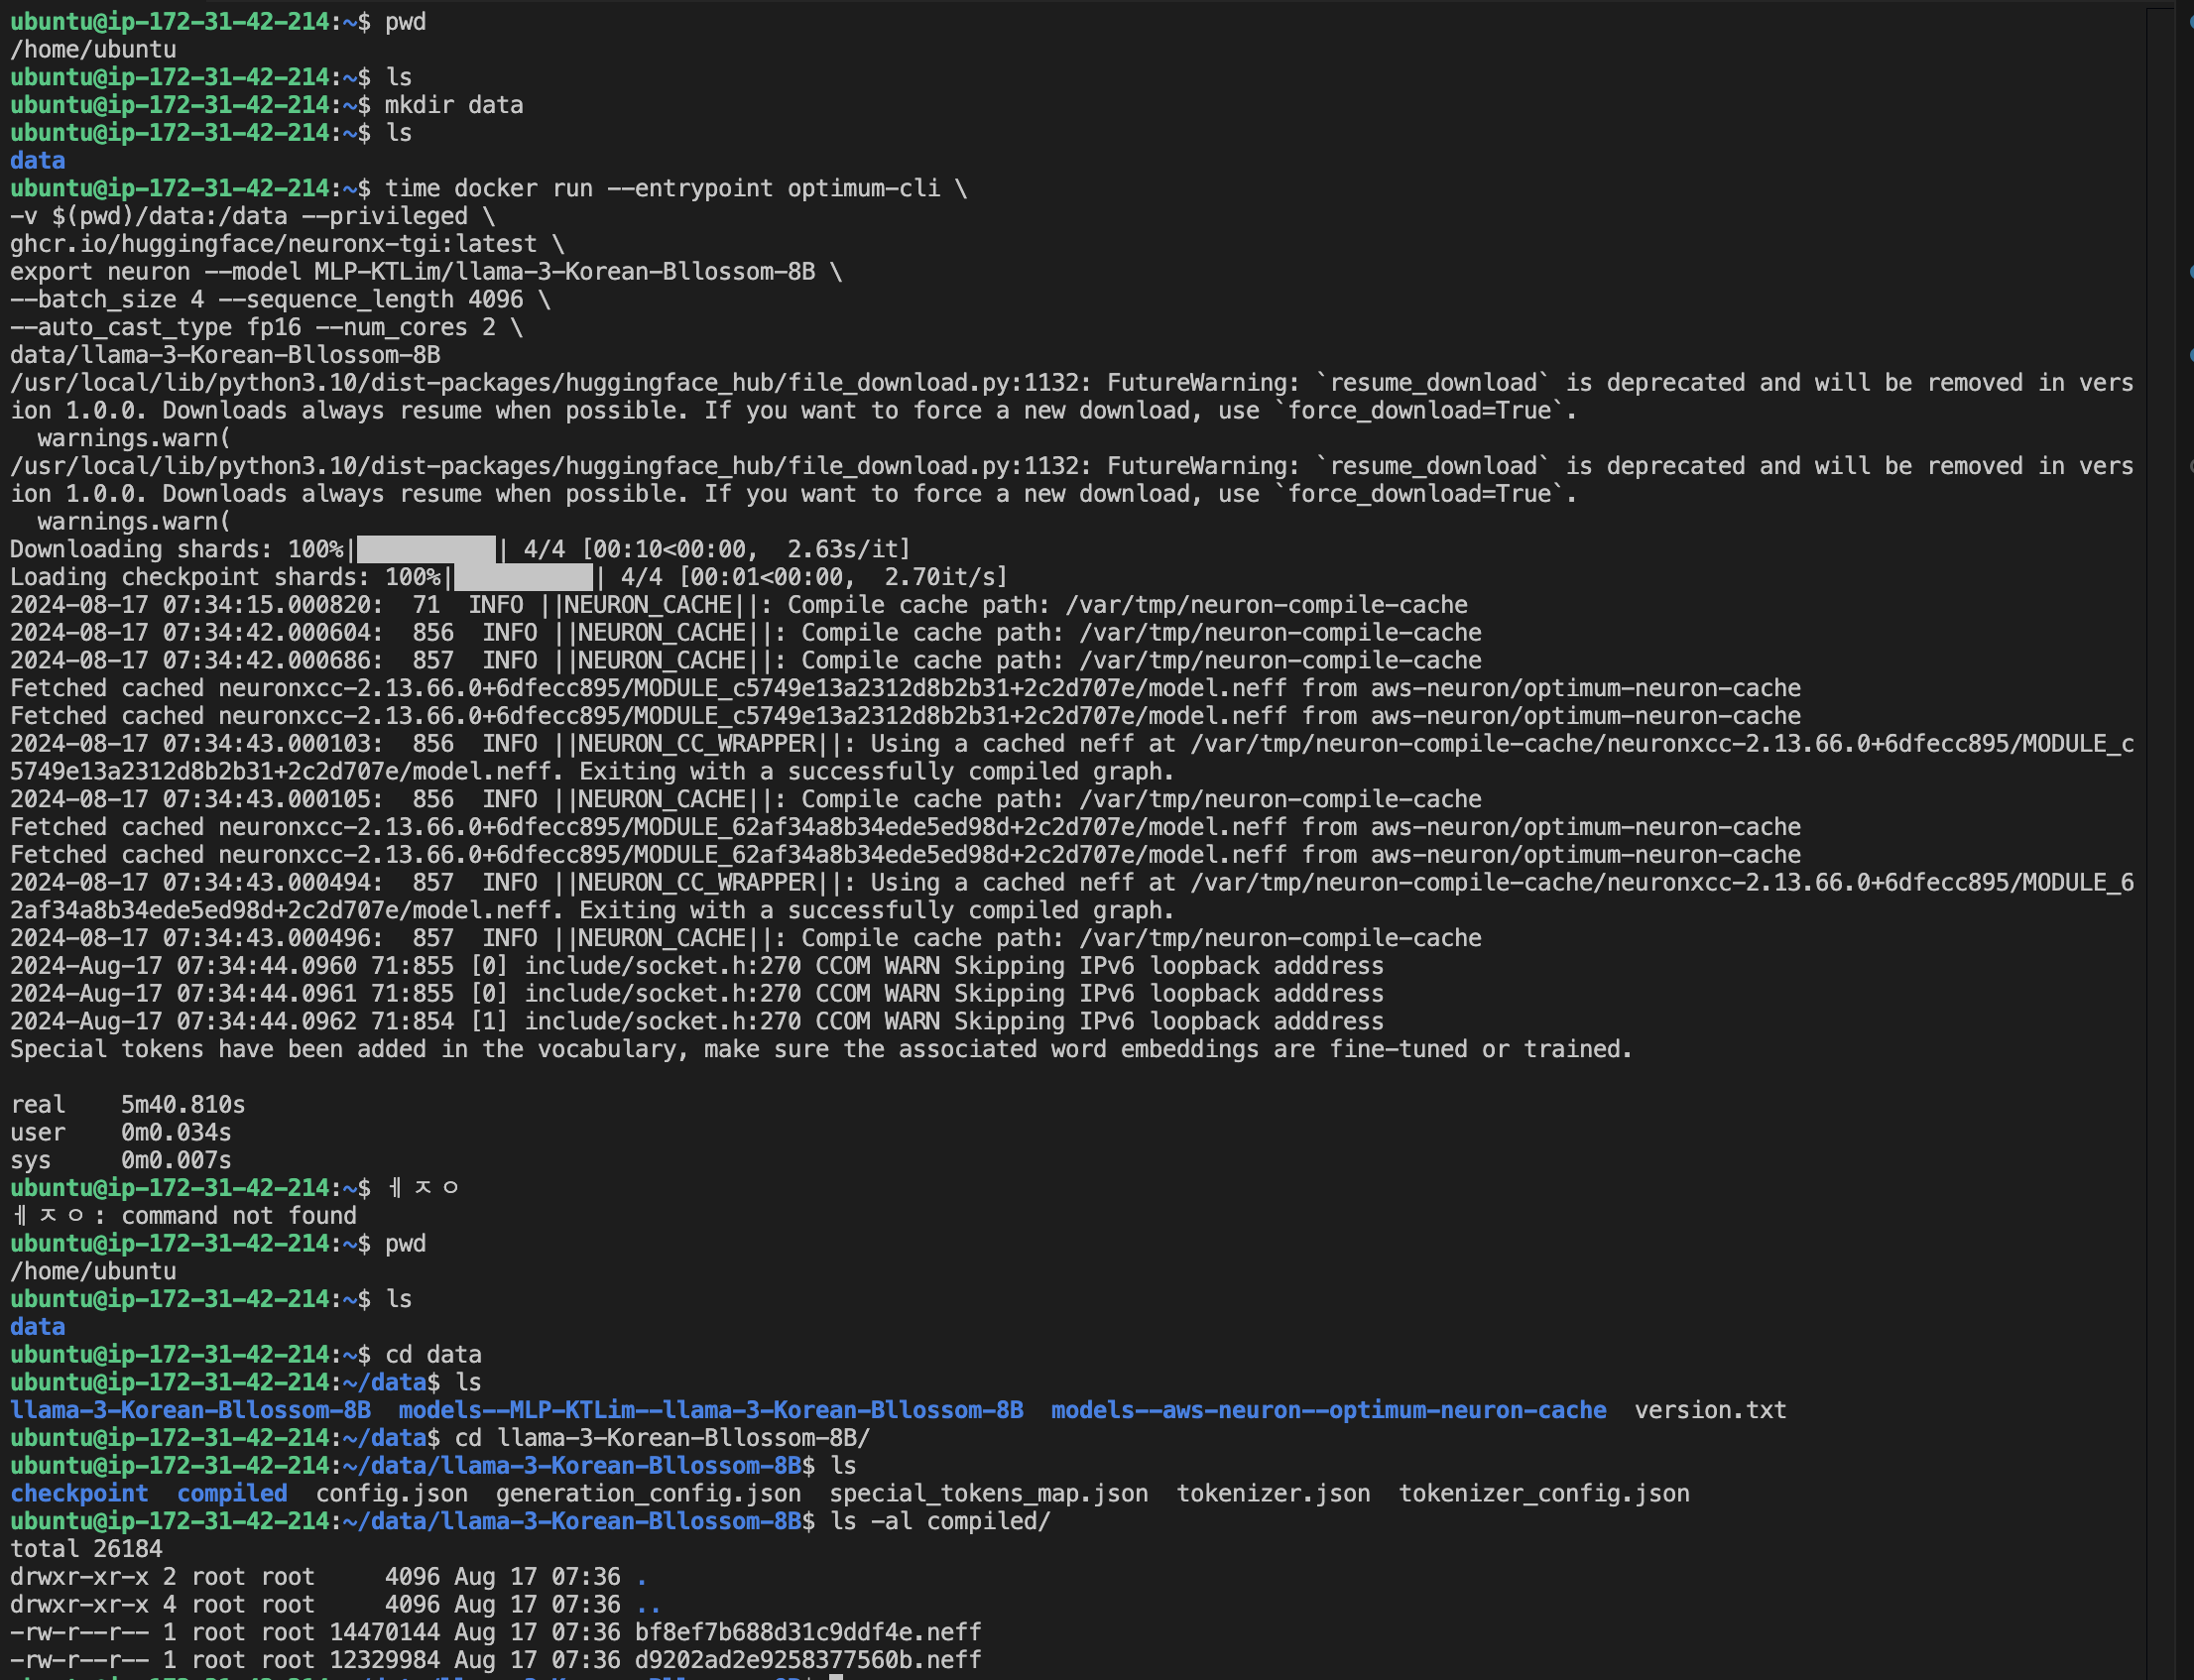 ubuntu@ip-172-31-42-214:~$ pwd
/home/ubuntu
ubuntu@ip-172-31-42-214:~$ ls
ubuntu@ip-172-31-42-214:~$ mkdir data
ubuntu@ip-172-31-42-214:~$ ls
data
ubuntu@ip-172-31-42-214:~$ time docker run --entrypoint optimum-cli \
-v $(pwd)/data:/data --privileged \
ghcr.io/huggingface/neuronx-tgi:latest \
export neuron --model MLP-KTLim/llama-3-Korean-Bllossom-8B \
--batch_size 4 --sequence_length 4096 \
--auto_cast_type fp16 --num_cores 2 \
data/llama-3-Korean-Bllossom-8B
/usr/local/lib/python3.10/dist-packages/huggingface_hub/file_download.py:1132: FutureWarning: `resume_download` is deprecated and will be removed in vers
ion 1.0.0. Downloads always resume when possible. If you want to force a new download, use `force_download=True`.
  warnings.warn(
/usr/local/lib/python3.10/dist-packages/huggingface_hub/file_download.py:1132: FutureWarning: `resume_download` is deprecated and will be removed in vers
ion 1.0.0. Downloads always resume when possible. If you want to force a new download, use `force_download=True`.
  warnings.warn(
Downloading shards: 100%|██████████| 4/4 [00:10<00:00,  2.63s/it]
Loading checkpoint shards: 100%|██████████| 4/4 [00:01<00:00,  2.70it/s]
2024-08-17 07:34:15.000820:  71  INFO ||NEURON_CACHE||: Compile cache path: /var/tmp/neuron-compile-cache
2024-08-17 07:34:42.000604:  856  INFO ||NEURON_CACHE||: Compile cache path: /var/tmp/neuron-compile-cache
2024-08-17 07:34:42.000686:  857  INFO ||NEURON_CACHE||: Compile cache path: /var/tmp/neuron-compile-cache
Fetched cached neuronxcc-2.13.66.0+6dfecc895/MODULE_c5749e13a2312d8b2b31+2c2d707e/model.neff from aws-neuron/optimum-neuron-cache
Fetched cached neuronxcc-2.13.66.0+6dfecc895/MODULE_c5749e13a2312d8b2b31+2c2d707e/model.neff from aws-neuron/optimum-neuron-cache
2024-08-17 07:34:43.000103:  856  INFO ||NEURON_CC_WRAPPER||: Using a cached neff at /var/tmp/neuron-compile-cache/neuronxcc-2.13.66.0+6dfecc895/MODULE_c
5749e13a2312d8b2b31+2c2d707e/model.neff. Exiting with a successfully compiled graph.
2024-08-17 07:34:43.000105:  856  INFO ||NEURON_CACHE||: Compile cache path: /var/tmp/neuron-compile-cache
Fetched cached neuronxcc-2.13.66.0+6dfecc895/MODULE_62af34a8b34ede5ed98d+2c2d707e/model.neff from aws-neuron/optimum-neuron-cache
Fetched cached neuronxcc-2.13.66.0+6dfecc895/MODULE_62af34a8b34ede5ed98d+2c2d707e/model.neff from aws-neuron/optimum-neuron-cache
2024-08-17 07:34:43.000494:  857  INFO ||NEURON_CC_WRAPPER||: Using a cached neff at /var/tmp/neuron-compile-cache/neuronxcc-2.13.66.0+6dfecc895/MODULE_6
2af34a8b34ede5ed98d+2c2d707e/model.neff. Exiting with a successfully compiled graph.
2024-08-17 07:34:43.000496:  857  INFO ||NEURON_CACHE||: Compile cache path: /var/tmp/neuron-compile-cache
2024-Aug-17 07:34:44.0960 71:855 [0] include/socket.h:270 CCOM WARN Skipping IPv6 loopback adddress
2024-Aug-17 07:34:44.0961 71:855 [0] include/socket.h:270 CCOM WARN Skipping IPv6 loopback adddress
2024-Aug-17 07:34:44.0962 71:854 [1] include/socket.h:270 CCOM WARN Skipping IPv6 loopback adddress
Special tokens have been added in the vocabulary, make sure the associated word embeddings are fine-tuned or trained.

real    5m40.810s
user    0m0.034s
sys     0m0.007s
ubuntu@ip-172-31-42-214:~$ ㅔㅈㅇ
ㅔㅈㅇ: command not found
ubuntu@ip-172-31-42-214:~$ pwd
/home/ubuntu
ubuntu@ip-172-31-42-214:~$ ls
data
ubuntu@ip-172-31-42-214:~$ cd data
ubuntu@ip-172-31-42-214:~/data$ ls
llama-3-Korean-Bllossom-8B  models--MLP-KTLim--llama-3-Korean-Bllossom-8B  models--aws-neuron--optimum-neuron-cache  version.txt
ubuntu@ip-172-31-42-214:~/data$ cd llama-3-Korean-Bllossom-8B/
ubuntu@ip-172-31-42-214:~/data/llama-3-Korean-Bllossom-8B$ ls
checkpoint  compiled  config.json  generation_config.json  special_tokens_map.json  tokenizer.json  tokenizer_config.json
ubuntu@ip-172-31-42-214:~/data/llama-3-Korean-Bllossom-8B$ ls -al compiled/
total 26184
drwxr-xr-x 2 root root     4096 Aug 17 07:36 .
drwxr-xr-x 4 root root     4096 Aug 17 07:36 ..
-rw-r--r-- 1 root root 14470144 Aug 17 07:36 bf8ef7b688d31c9ddf4e.neff
-rw-r--r-- 1 root root 12329984 Aug 17 07:36 d9202ad2e9258377560b.neff